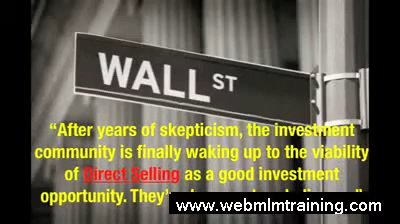 WALL ST
"After years of skepticism, the investment
community is finally waking up to the viability
of Direct Selling as a good investment
opportunity. They'
www.webmlmtraining.com